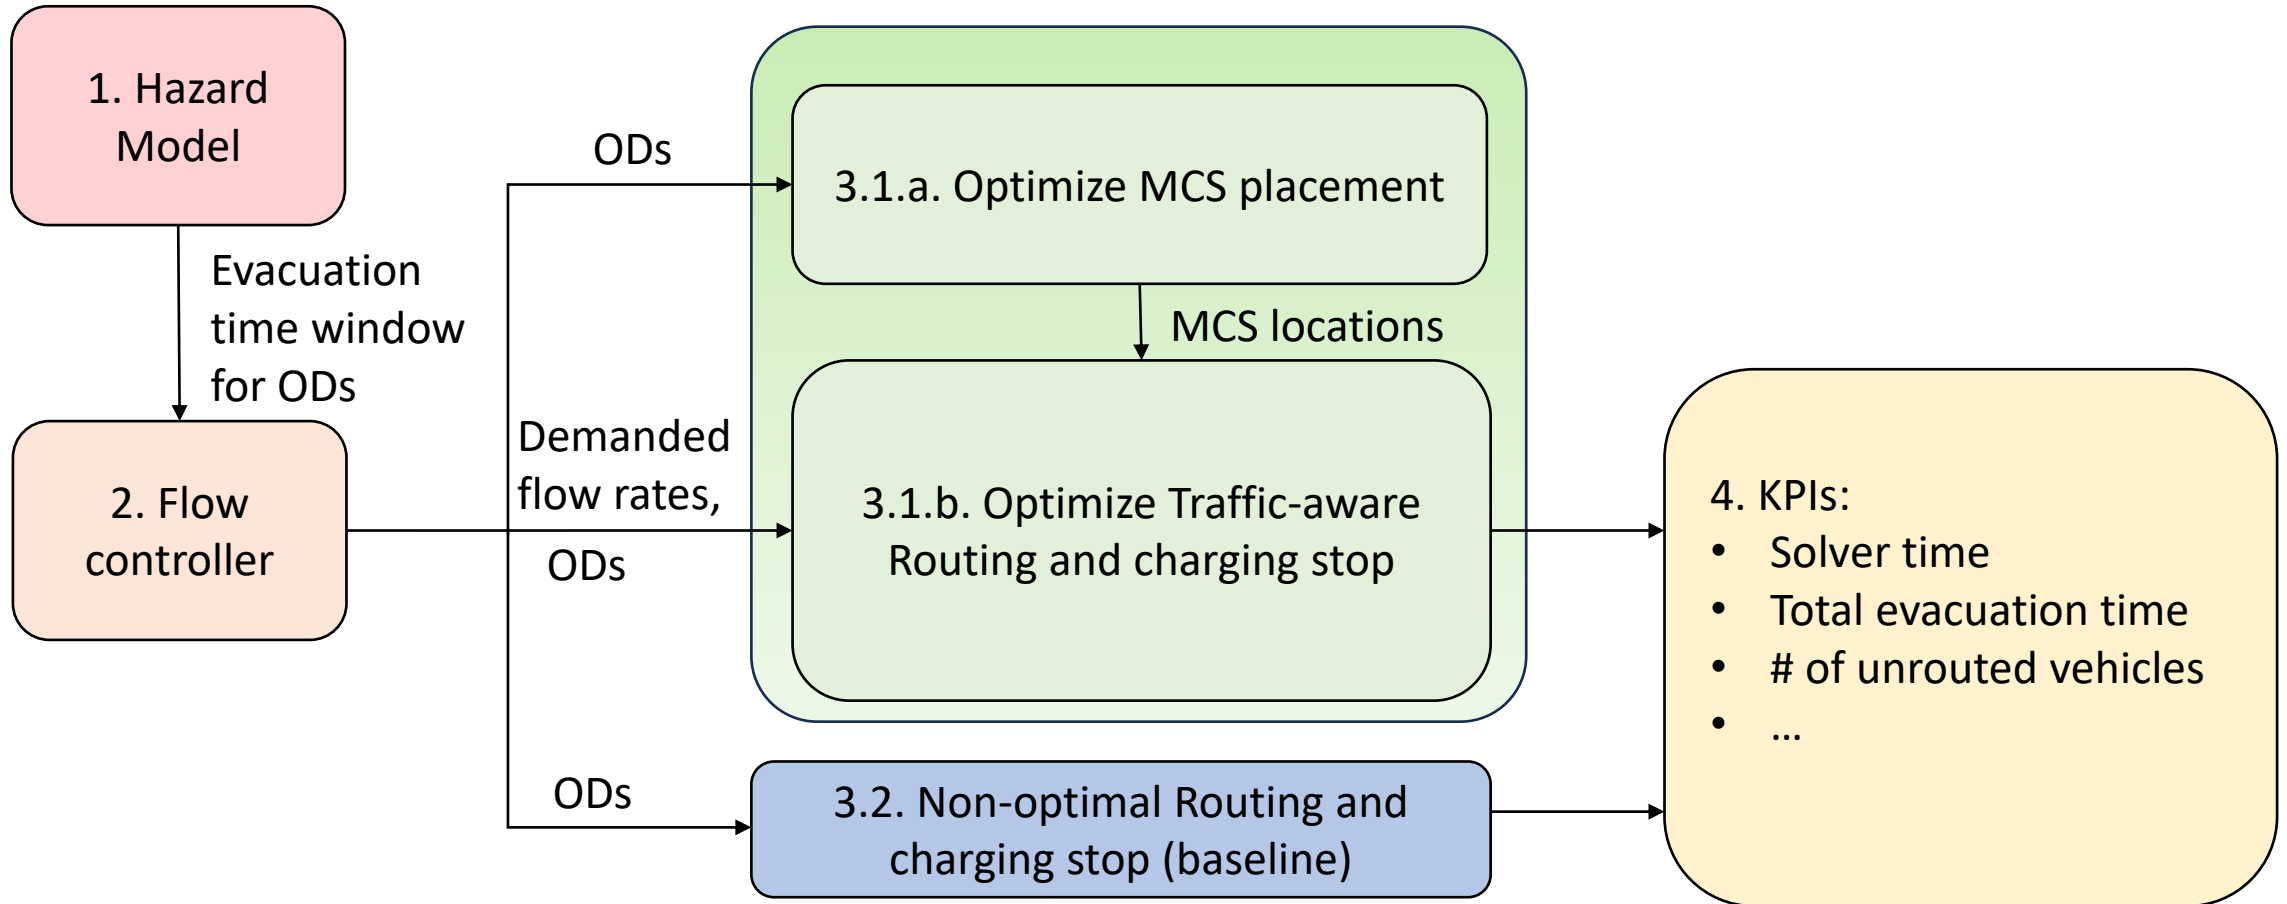 1. Hazard
Model
Evacuation
time window
for ODs
2. Flow
controller
ODs
Demanded
flow rates,
ODs
ODs
3.1.a. Optimize MCS placement
MCS locations
3.1.b. Optimize Traffic-aware
Routing and charging stop
3.2. Non-optimal Routing and
charging stop (baseline)
4. KPIs:
• Solver time
• Total evacuation time
• # of unrouted vehicles
• ...